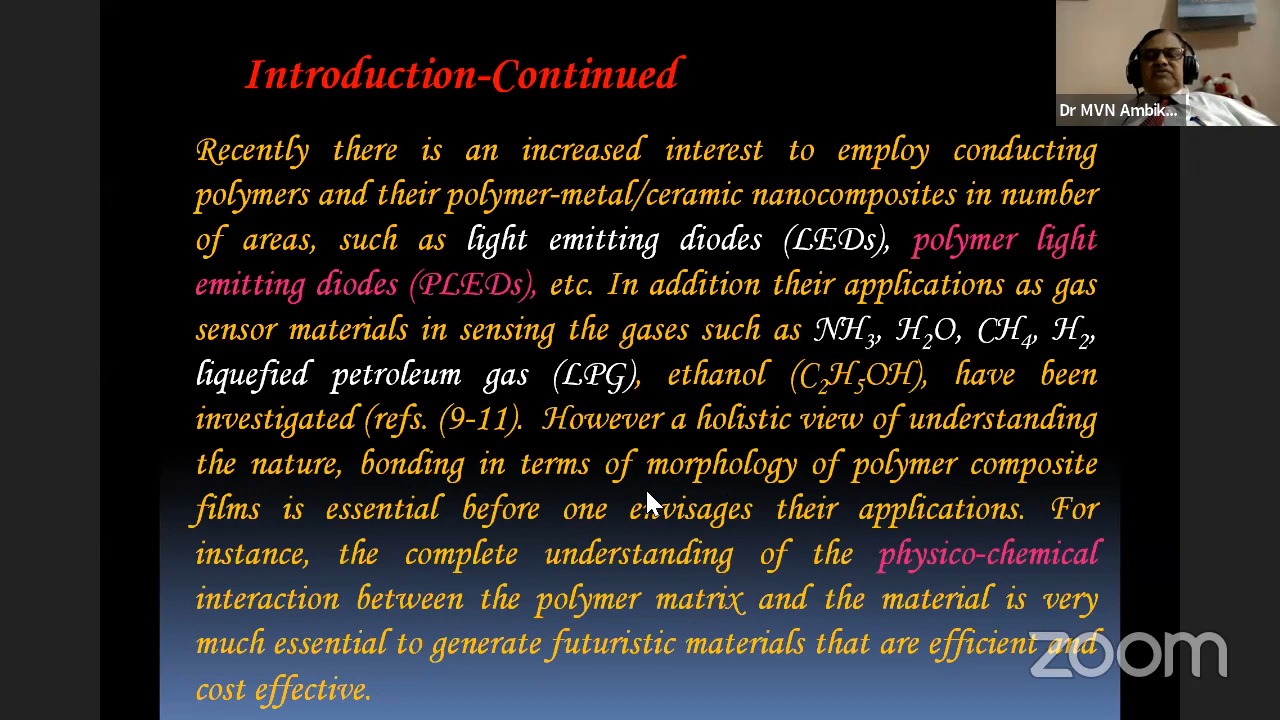 Introduction-Continued
Dr MVN Ambik...
Recently there is an increased interest to employ conducting
polymers and their polymer-metal/ceramic nanocomposites in number
of areas, such as light emitting diodes (LEDs), polymer light
emitting diodes (PLEDs), etc. In addition their applications as gas
sensor materials in sensing the gases such as NH₃, H₂O, CH₄, H₂,
liquefied petroleum gas (LPG), ethanol (C₂H₅OH), have been
investigated (refs. (9-11). However a holistic view of understanding
the nature, bonding in terms of morphology of polymer composite
films is essential before one envisages their applications. For
instance, the complete understanding of the physico-chemical
interaction between the polymer matrix and the material is very
much essential to generate futuristic materials that are efficient and
cost effective.
zoom